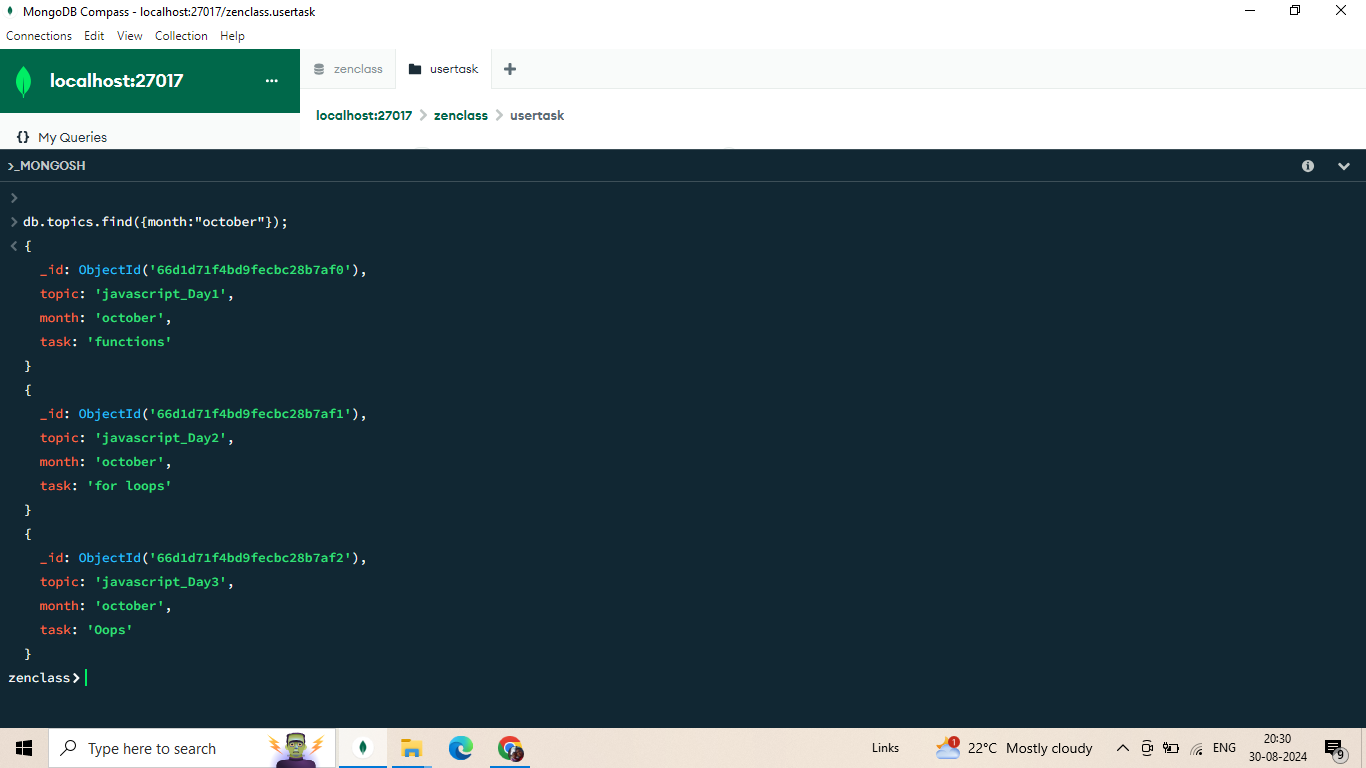 MongoDB Compass - localhost:27017/zenclass.usertask
Connections Edit View Collection Help
localhost:27017 ...
zenclass usertask +
localhost:27017 > zenclass > usertask
{} My Queries
>_MONGOSH
>
> db.topics.find({month:"october"});
< {
_id: ObjectId('66d1d71f4bd9fecbc28b7af0'),
topic: 'javascript_Day1',
month: 'october',
task: 'functions'
}
{
_id: ObjectId('66d1d71f4bd9fecbc28b7af1'),
topic: 'javascript_Day2',
month: 'october',
task: 'for loops'
}
{
_id: ObjectId('66d1d71f4bd9fecbc28b7af2'),
topic: 'javascript_Day3',
month: 'october',
task: 'Oops'
}
zenclass>
Type here to search
Links
1
22°C Mostly cloudy
ENG
20:30
30-08-2024
9